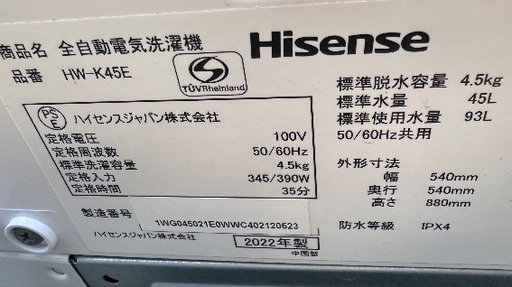 商品名 全自動電気洗濯機
Hisense
品番 HW-K45E
TÜVRheinland
PS
E
ハイセンスジャパン株式会社
定格電圧 100V
定格周波数 50/60Hz
標準洗濯容量 4.5kg
定格入力 345/390W
定格時間 35分
標準脱水容量 4.5kg
標準水量 45L
標準使用水量 93L
50/60Hz共用
外形寸法
幅 540mm
奥行 540mm
高さ 880mm
防水等級 IPX4
製造番号
1WG045021E0WWC402120523
ハイセンスジャパン株式会社
2022年製
中国製